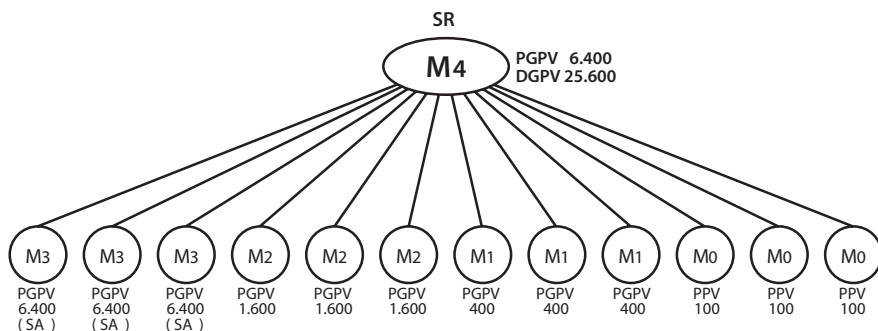 SR
M4
PGPV 6.400
DGPV 25.600
M3 M3 M3 M2 M2 M2 M1 M1 M1 M0 M0 M0
PGPV PGPV PGPV PGPV PGPV PGPV PGPV PGPV PGPV PPV PPV PPV
6.400 6.400 6.400 1.600 1.600 1.600 400 400 400 100 100 100
( SA ) ( SA ) ( SA )